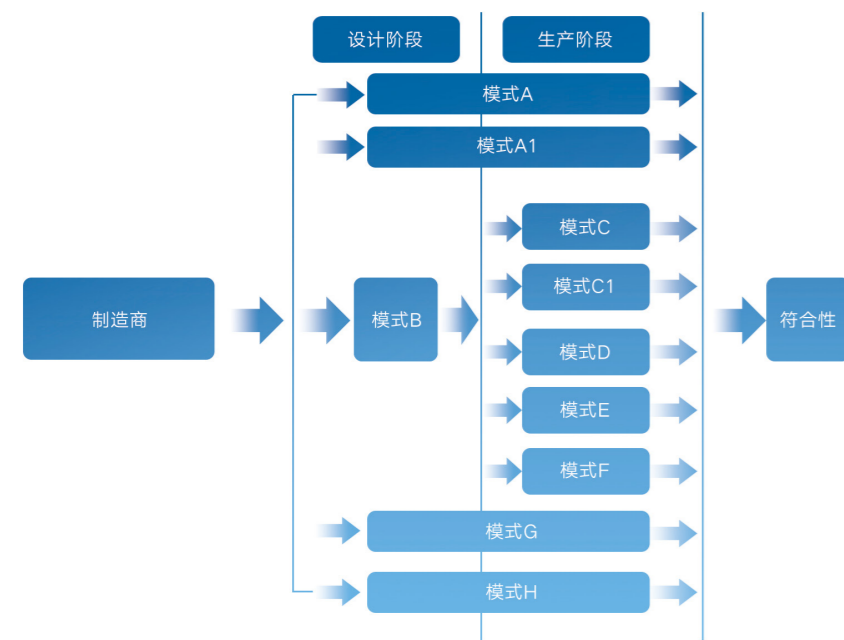 设计阶段
生产阶段
模式A
模式A1
模式C
模式C1
制造商
模式B
模式D
符合性
模式E
模式F
模式G
模式H